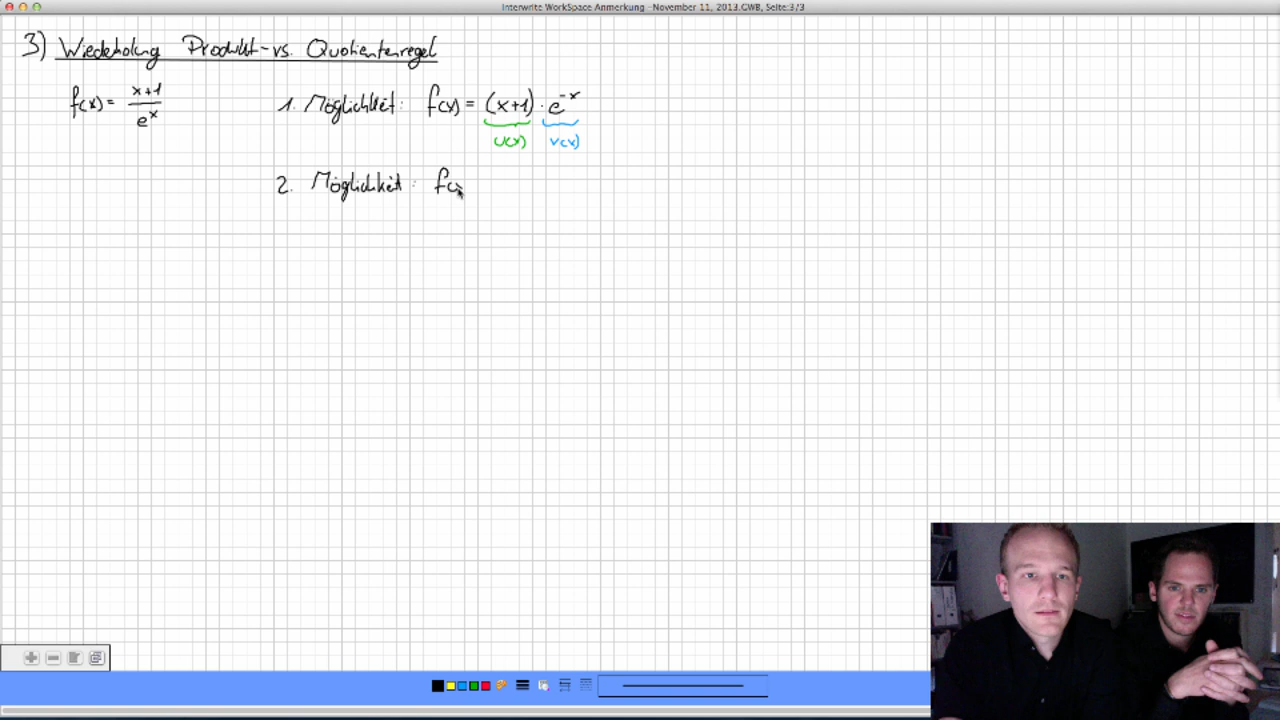 Interwrite WorkSpace Anmerkung -November 11, 2013.GWB, Seite:3/3
3) Wiederholung Produkt- vs. Quotientenregel
f(x) = x+1 / e^x
1. Möglichkeit: f(x) = (x+1) · e^-x
u(x) v(x)
2. Möglichkeit: f(x